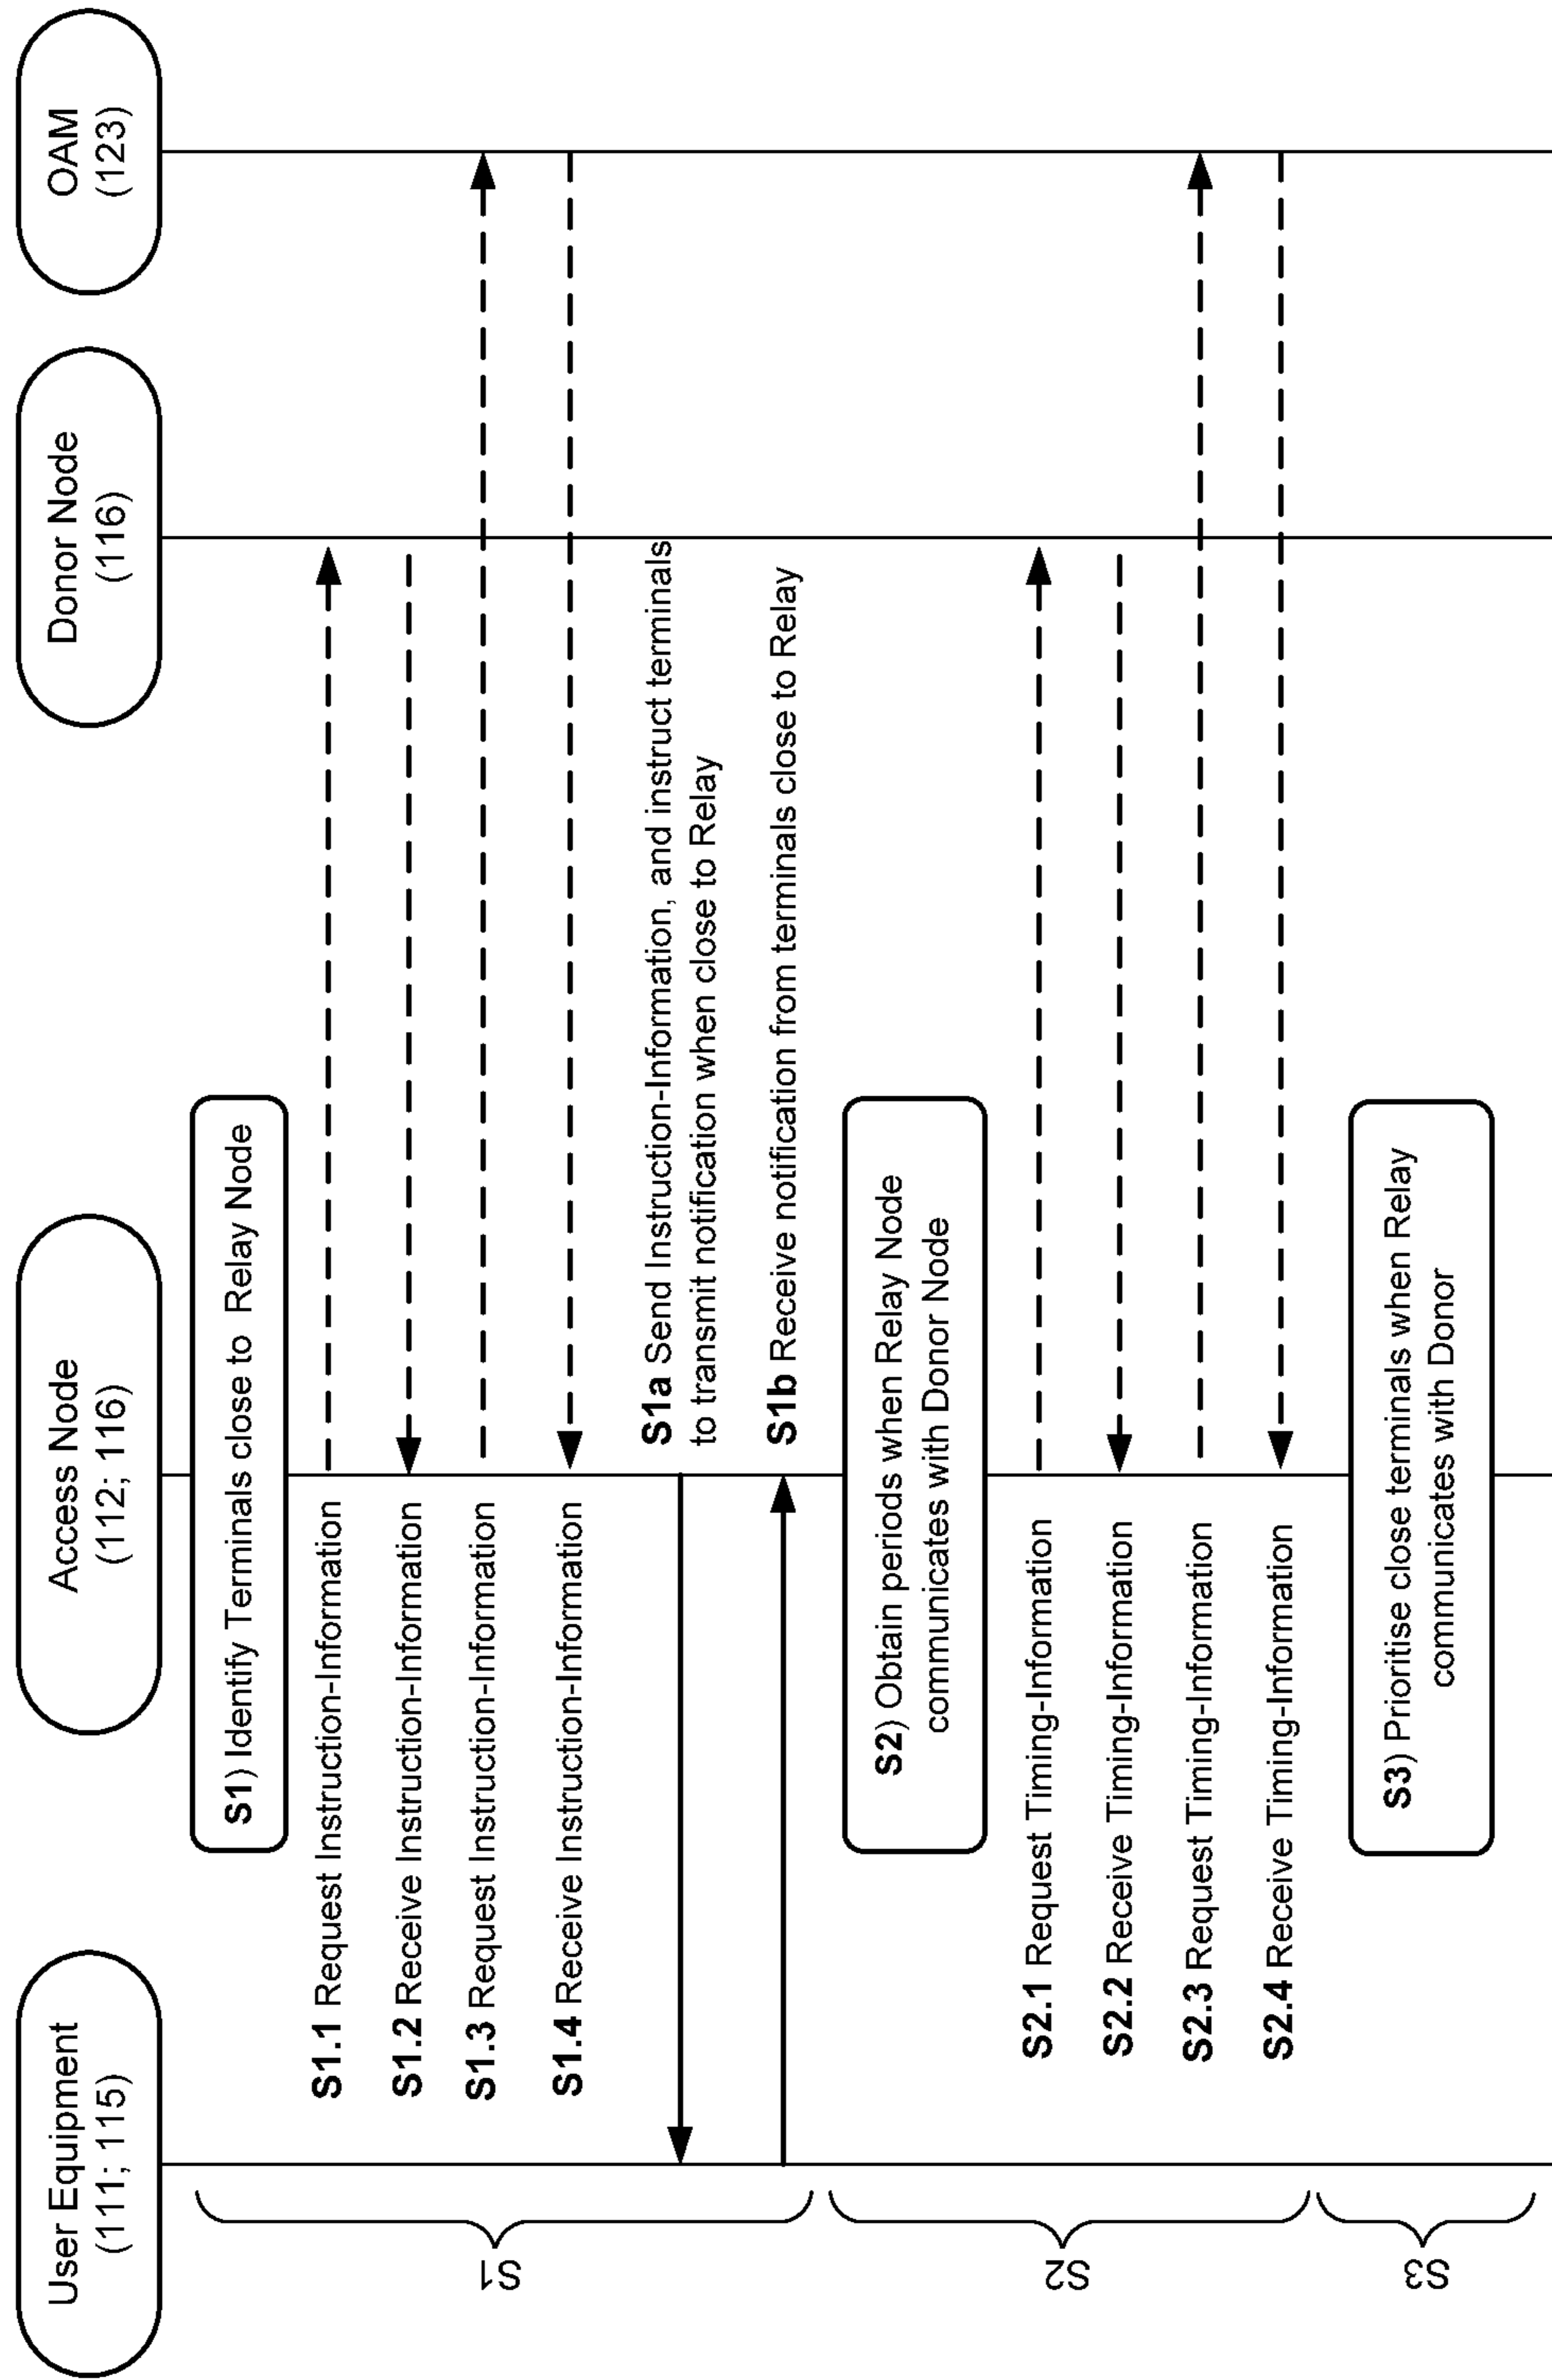 User Equipment
(111; 115)
Access Node
(112; 116)
Donor Node
(116)
OAM
(123)
S1) Identify Terminals close to Relay Node
S1.1 Request Instruction-Information
S1.2 Receive Instruction-Information
S1.3 Request Instruction-Information
S1.4 Receive Instruction-Information
S1a Send Instruction-Information, and instruct terminals
to transmit notification when close to Relay
S1b Receive notification from terminals close to Relay
S1
S2) Obtain periods when Relay Node
communicates with Donor Node
S2.1 Request Timing-Information
S2.2 Receive Timing-Information
S2.3 Request Timing-Information
S2.4 Receive Timing-Information
S2
S3) Prioritise close terminals when Relay
communicates with Donor
S3